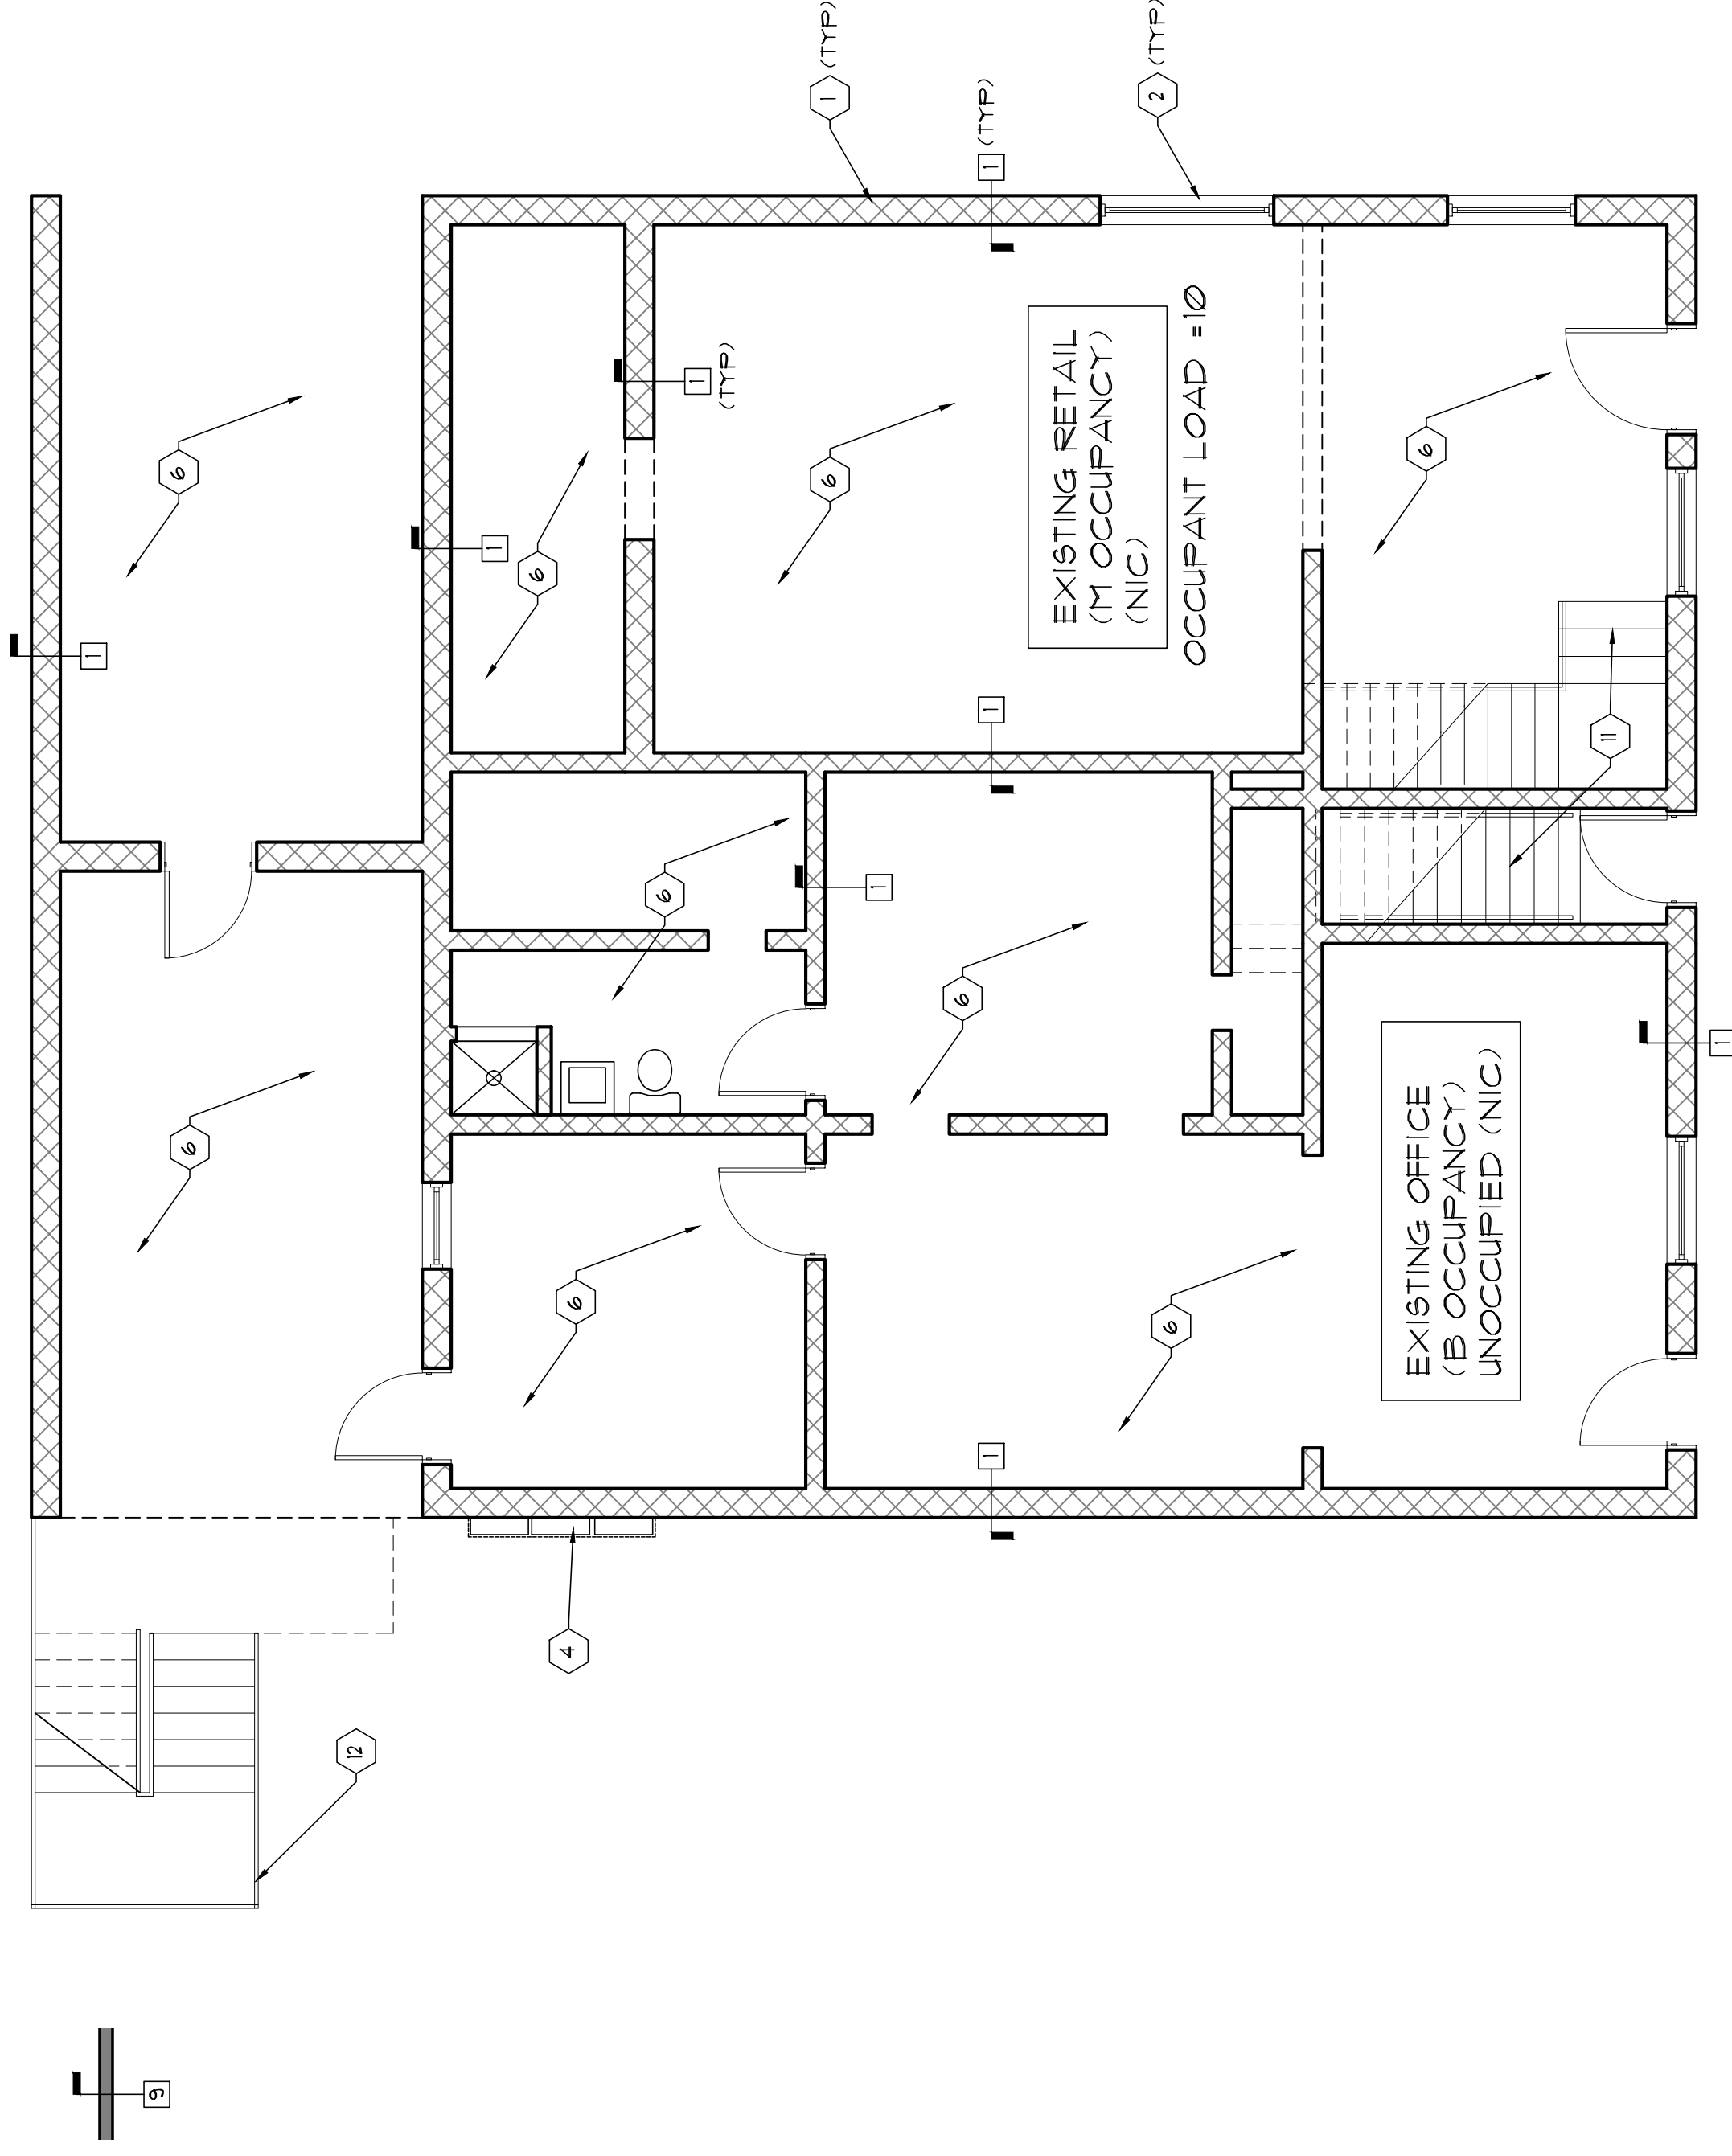 1
9
6
6
12
1
6
4
6
6
1
(TYP)
6
1 (TYP)
1
6
1
1
1 (TYP)
EXISTING RETAIL
(M OCCUPANCY)
(NIC)
2 (TYP)
6
OCCUPANT LOAD =10
6
EXISTING OFFICE
(B OCCUPANCY)
UNOCCUPIED (NIC)
11
1